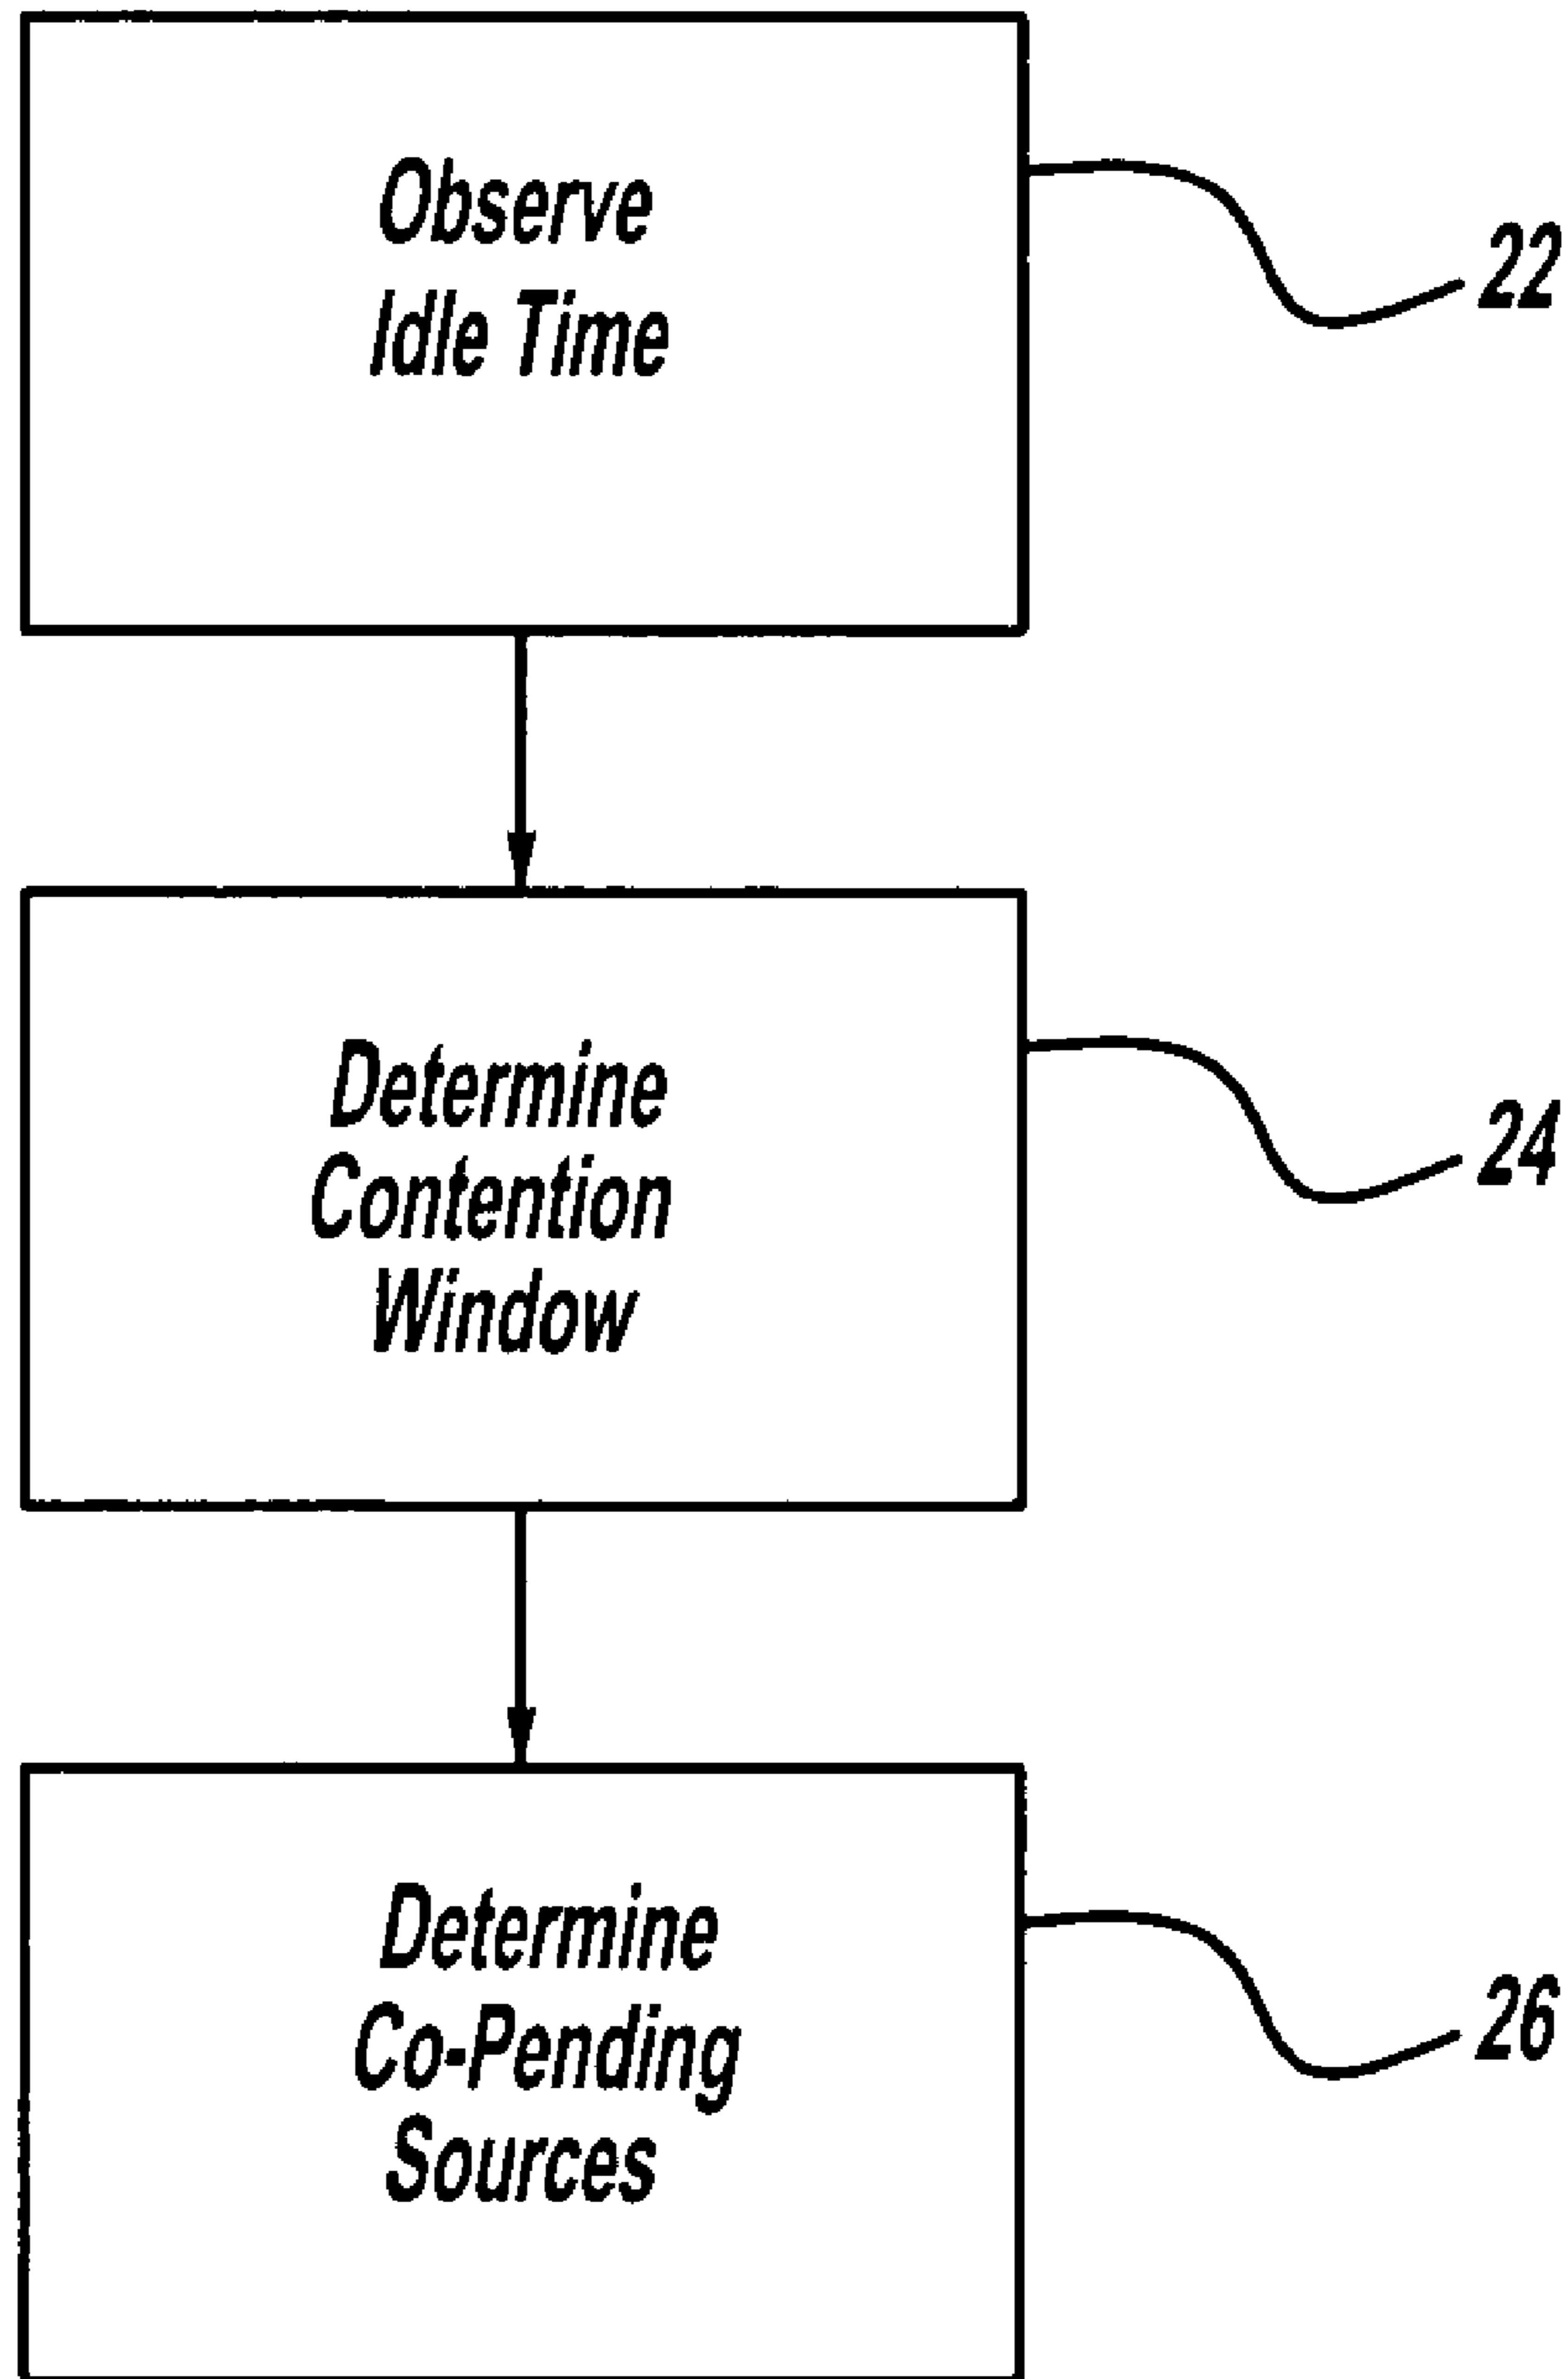 Observe
Idle Time
22
Determine
Contention
Window
24
Determine
Co-Pending
Sources
26